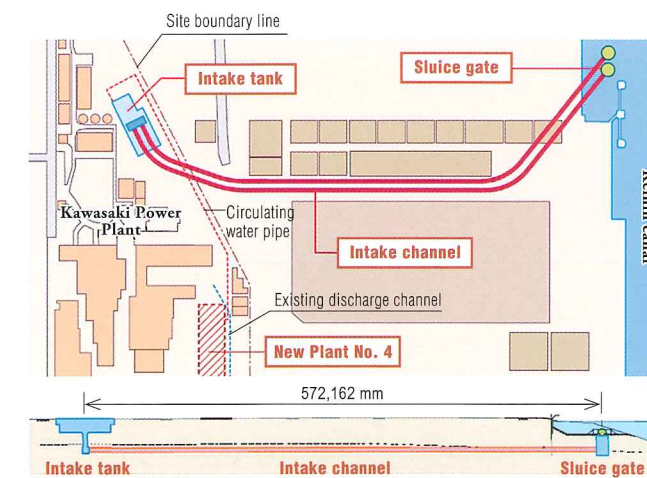 Site boundary line
Intake tank
Sluice gate
Kawasaki Power
Plant
Circulating
water pipe
Intake channel
Existing discharge channel
New Plant No. 4
572,162 mm
Intake tank
Intake channel
Sluice gate